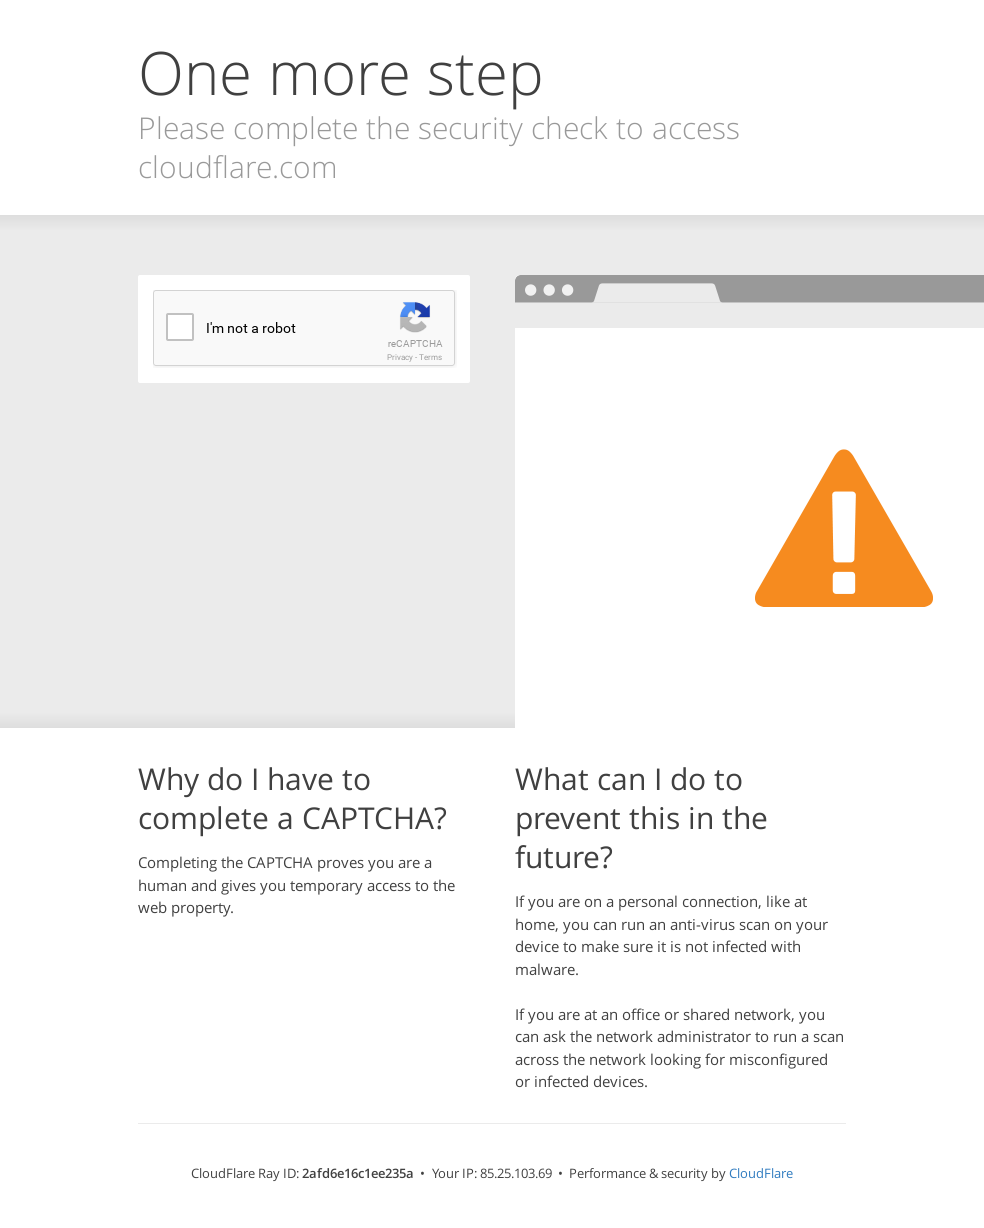 One more step
Please complete the security check to access
cloudflare.com
I'm not a robot
reCAPTCHA
Privacy - Terms
Why do I have to
complete a CAPTCHA?
Completing the CAPTCHA proves you are a
human and gives you temporary access to the
web property.
What can I do to
prevent this in the
future?
If you are on a personal connection, like at
home, you can run an anti-virus scan on your
device to make sure it is not infected with
malware.
If you are at an office or shared network, you
can ask the network administrator to run a scan
across the network looking for misconfigured
or infected devices.
CloudFlare Ray ID: 2afd6e16c1ee235a • Your IP: 85.25.103.69 • Performance & security by CloudFlare